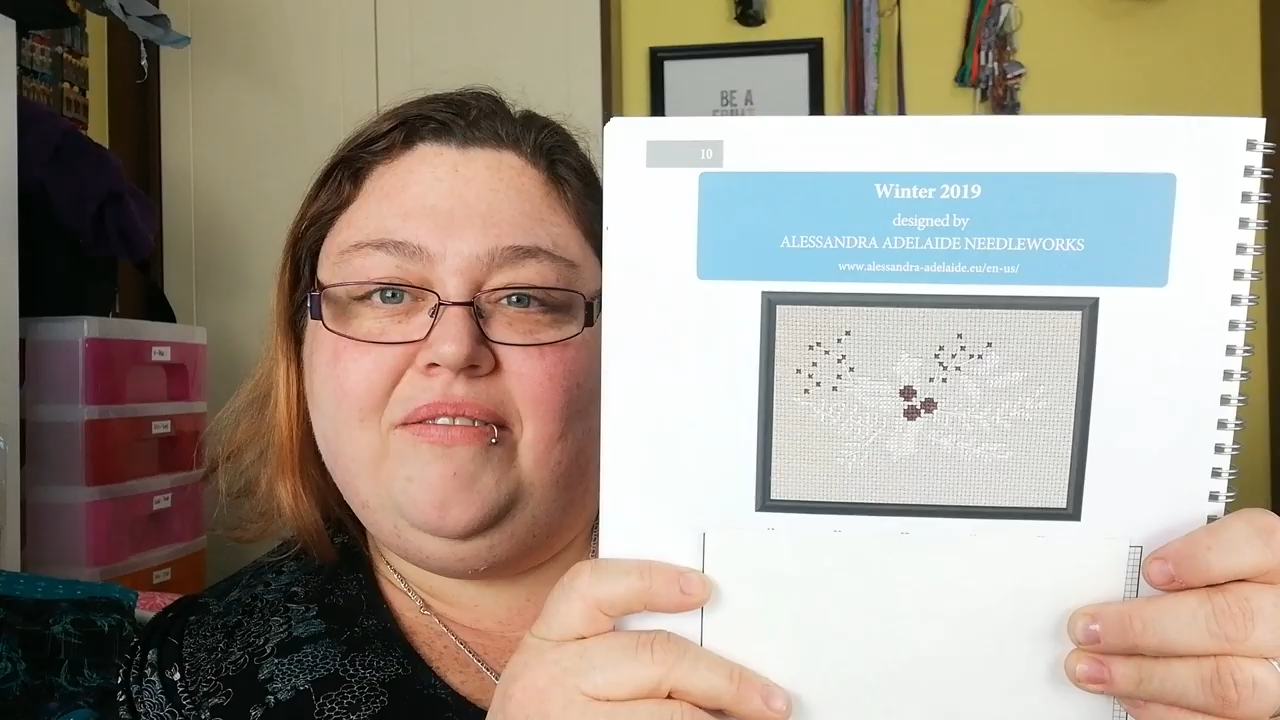 BE A
10
Winter 2019
designed by
ALESSANDRA ADELAIDE NEEDLEWORKS
www.alessandra-adelaide.eu/en-us/